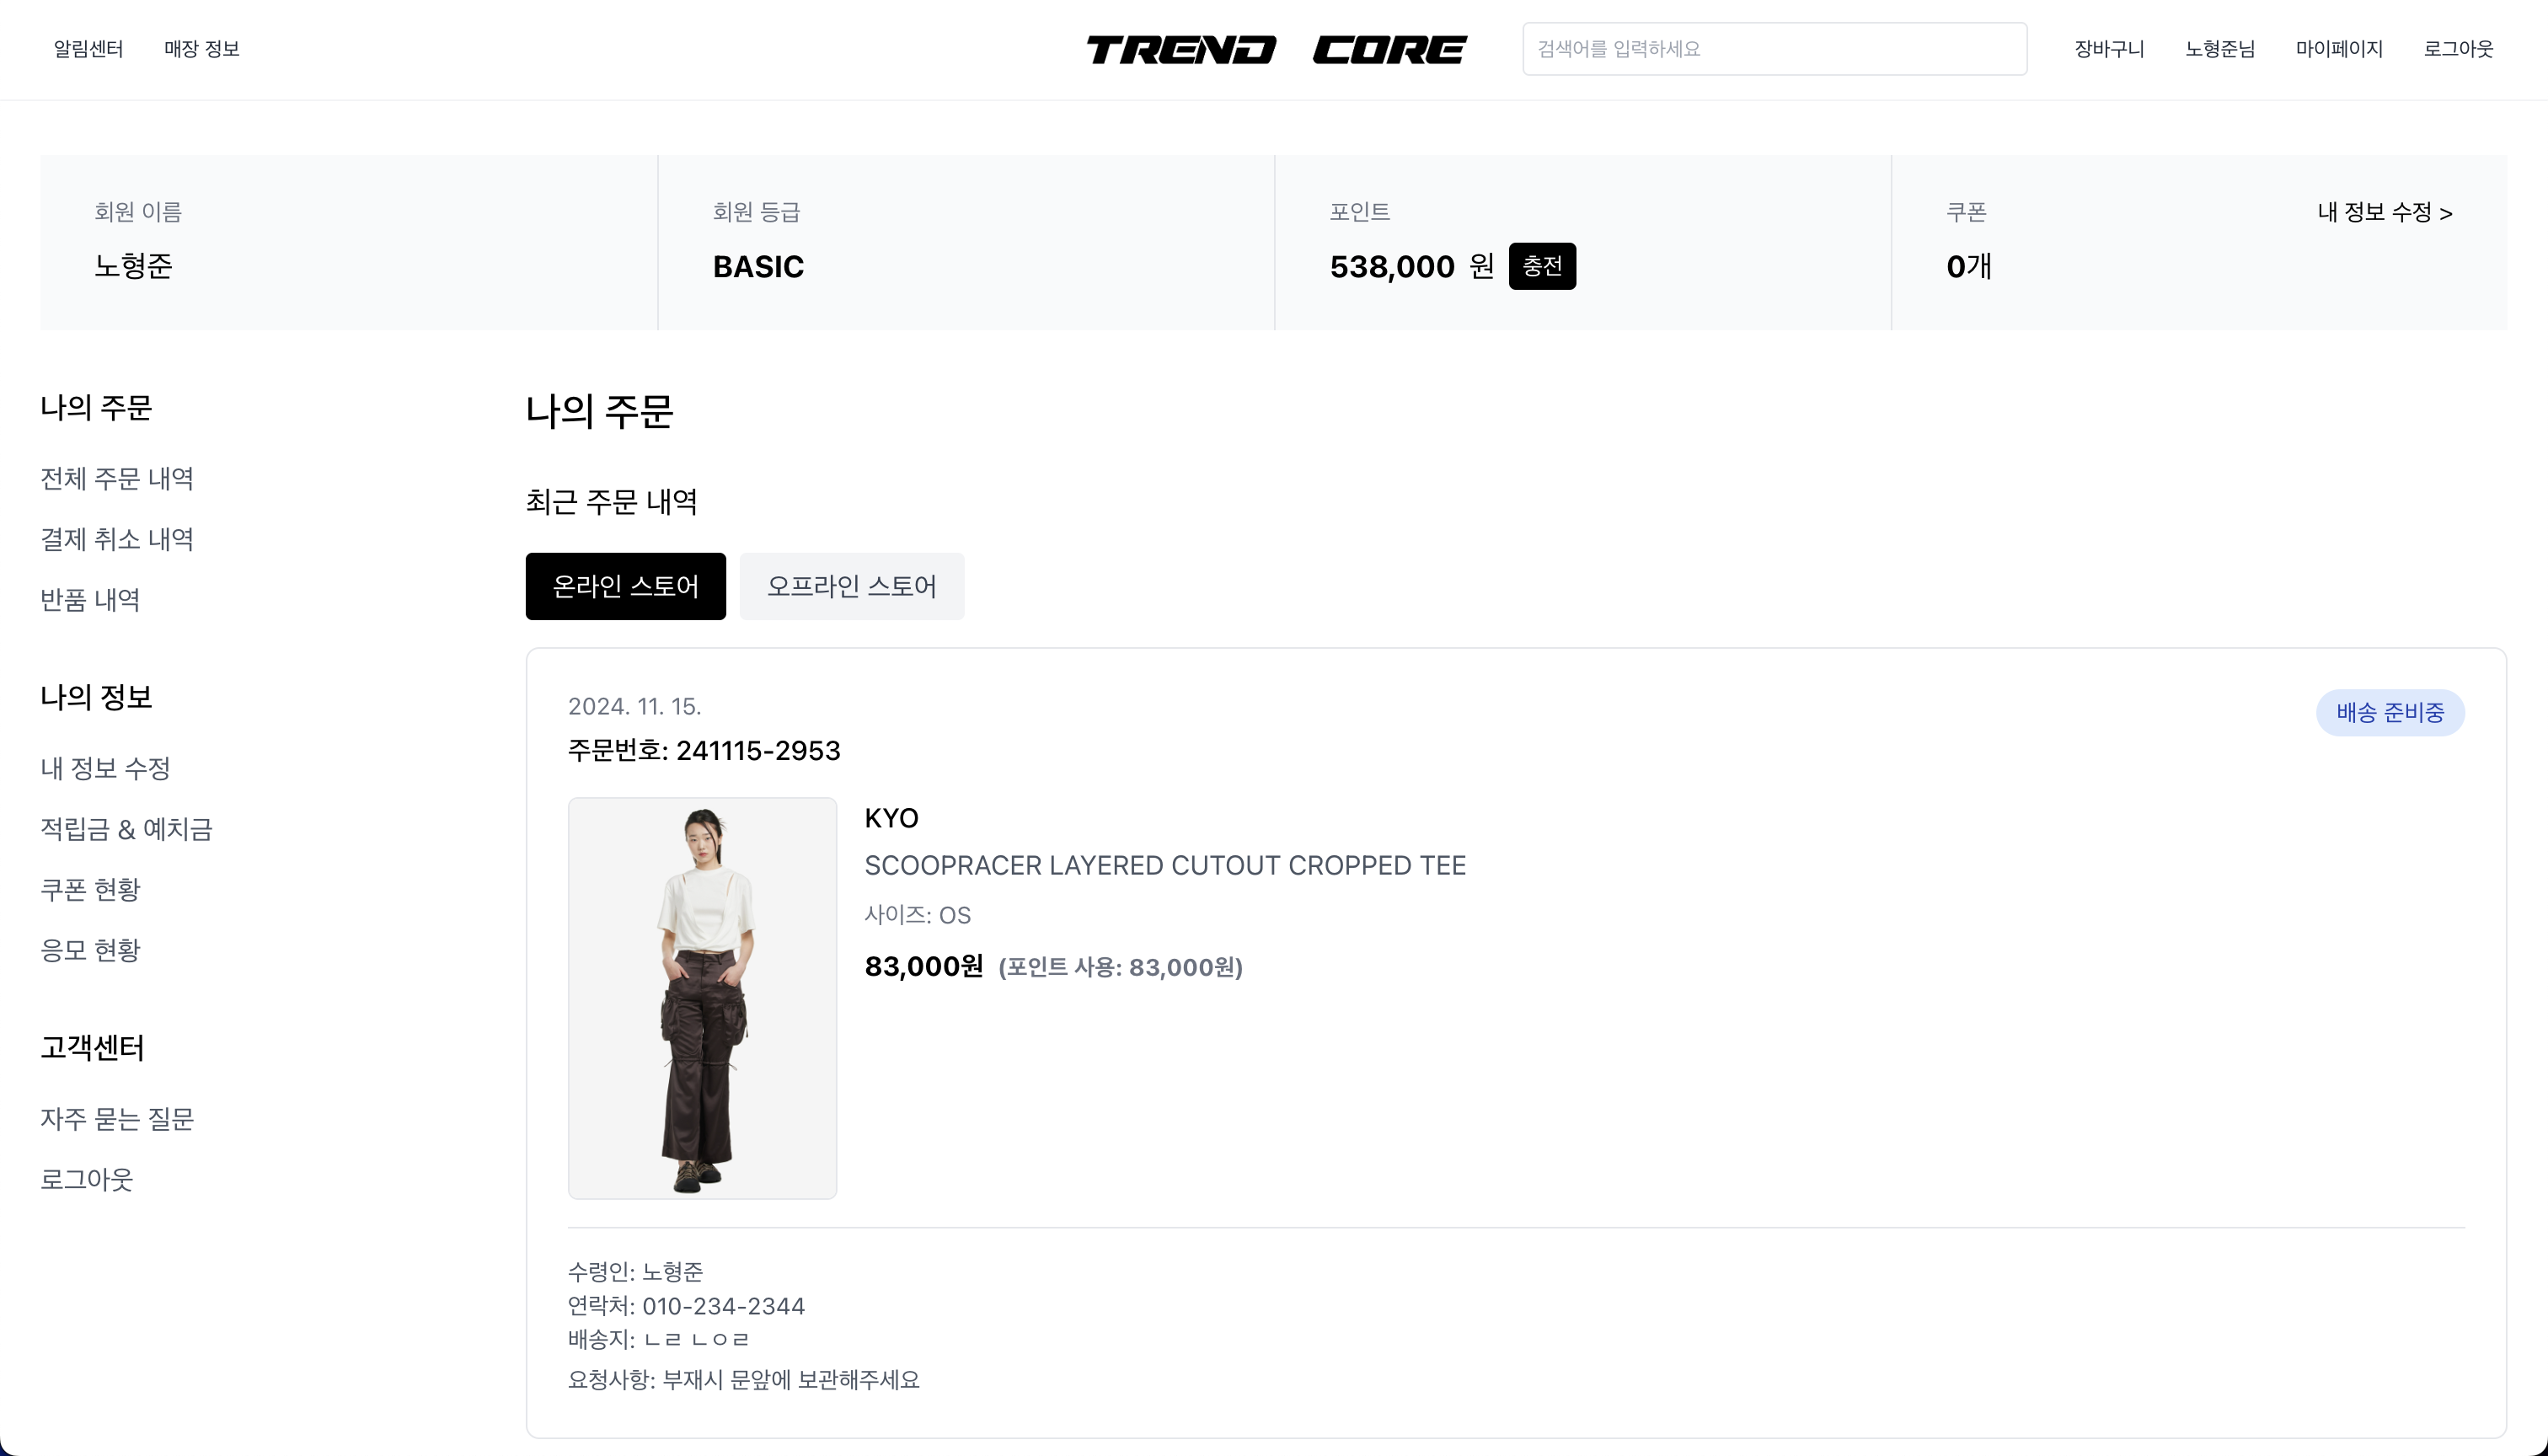 알림센터 매장 정보 TREND CORE 검색어를 입력하세요 장바구니 노형준님 마이페이지 로그아웃
회원 이름 회원 등급 포인트 쿠폰 내 정보 수정 >
노형준 BASIC 538,000 원 충전 0개
나의 주문
전체 주문 내역
결제 취소 내역
반품 내역
나의 정보
내 정보 수정
적립금 & 예치금
쿠폰 현황
응모 현황
고객센터
자주 묻는 질문
로그아웃
나의 주문
최근 주문 내역
온라인 스토어 오프라인 스토어
2024. 11. 15. 배송 준비중
주문번호: 241115-2953
KYO
SCOOPRACER LAYERED CUTOUT CROPPED TEE
사이즈: OS
83,000원 (포인트 사용: 83,000원)
수령인: 노형준
연락처: 010-234-2344
배송지: ㄴㄹ ㄴㅇㄹ
요청사항: 부재시 문앞에 보관해주세요